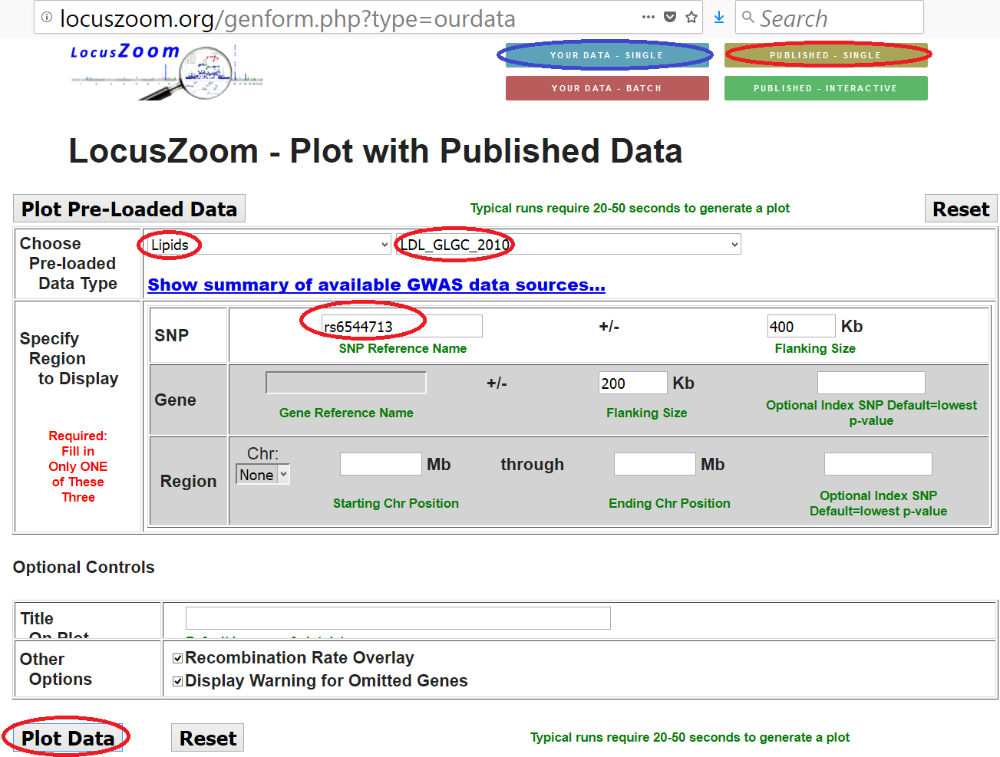 locuszoom.org/genform.php?type=ourdata
Search
LocusZoom
YOUR DATA - SINGLE
PUBLISHED - SINGLE
YOUR DATA - BATCH
PUBLISHED - INTERACTIVE
LocusZoom - Plot with Published Data
Plot Pre-Loaded Data
Typical runs require 20-50 seconds to generate a plot
Reset
Choose
Pre-loaded
Data Type
Lipids
LDL_GLGC_2010
Show summary of available GWAS data sources...
Specify
Region
to Display
Required:
Fill in
Only ONE
of These
Three
SNP
rs6544713
+/-
400 Kb
SNP Reference Name
Flanking Size
Gene
+/-
200 Kb
Gene Reference Name
Flanking Size
Optional Index SNP Default=lowest
p-value
Region
Chr:
None
Mb
through
Mb
Starting Chr Position
Ending Chr Position
Optional Index SNP
Default=lowest p-value
Optional Controls
Title
On Plot
Other
Options
Recombination Rate Overlay
Display Warning for Omitted Genes
Plot Data
Reset
Typical runs require 20-50 seconds to generate a plot